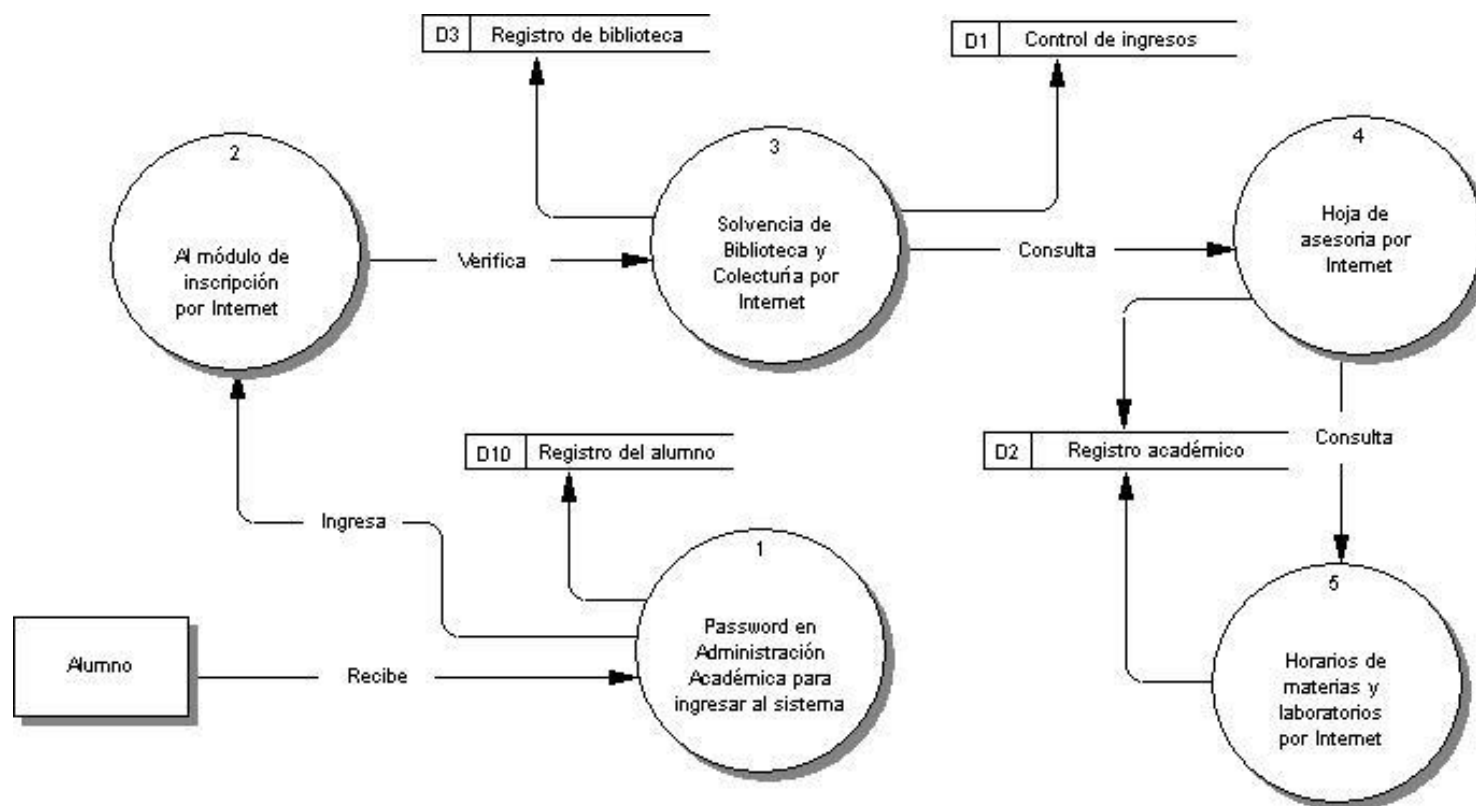 D3 Registro de biblioteca
D1 Control de ingresos
2
Al módulo de
inscripción
por Internet
Verifica
3
Solvencia de
Biblioteca y
Colecturía por
Internet
Consulta
4
Hoja de
asesoria por
Internet
D10 Registro del alumno
D2 Registro académico
Consulta
Ingresa
1
Password en
Administración
Académica para
ingresar al sistema
Alumno
Recibe
5
Horarios de
materias y
laboratorios
por Internet